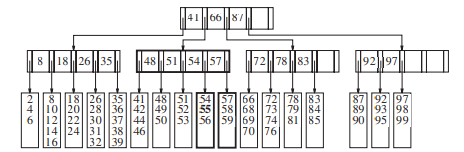 41 66 87
8 18 26 35 48 51 54 57 72 78 83 92 97
2 8 18 26 35 41 48 51 54 57 66 72 78 83 87 92 97
4 10 20 28 36 42 49 52 55 58 68 73 79 84 89 93 98
6 12 22 30 37 44 50 53 56 59 69 74 81 85 90 95 99
14 24 31 38 46 70 76
16 32 39